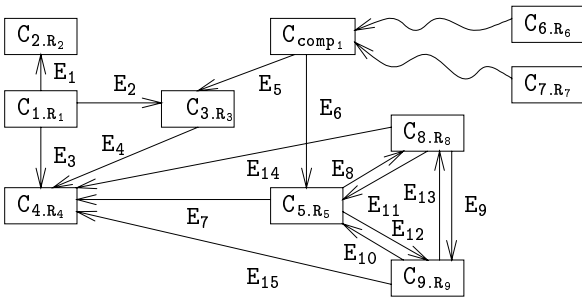 C2.R2
Ccomp1
C6.R6
E1
E2
E5
C7.R7
C1.R1
C3.R3
E6
E3
E4
C8.R8
E14
E8
C4.R4
C5.R5
E11
E13
E9
E7
E12
E10
E15
C9.R9